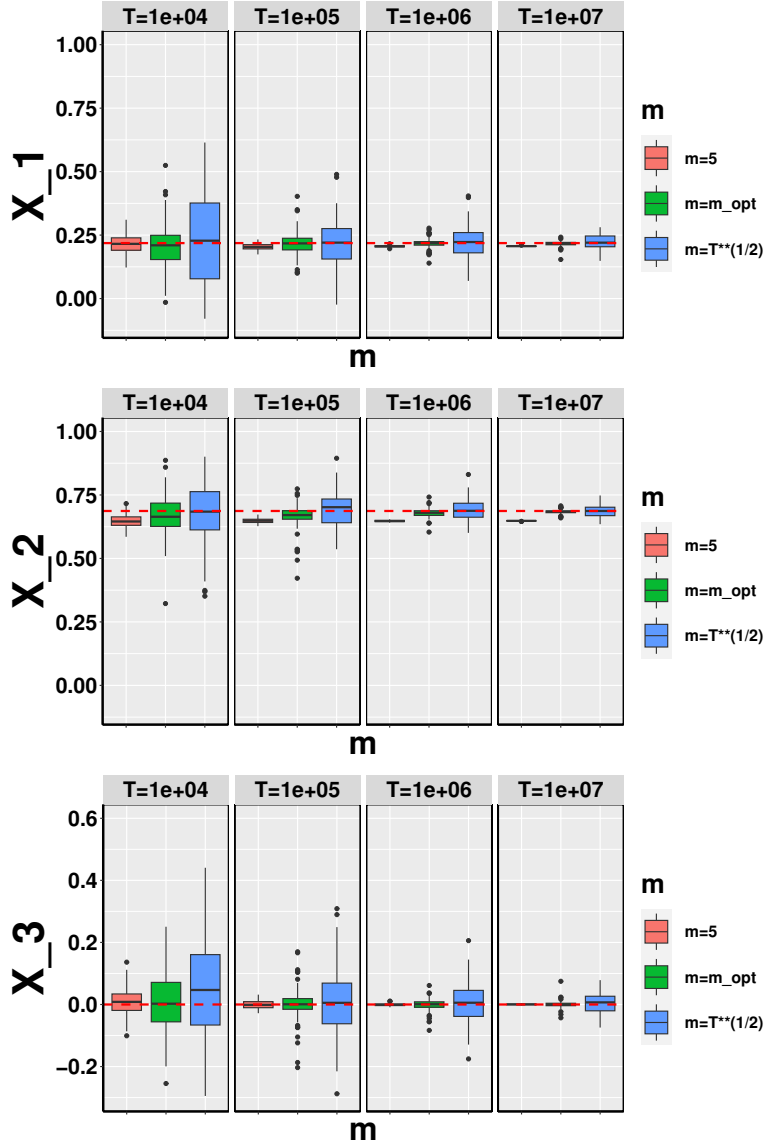 T=1e+04 T=1e+05 T=1e+06 T=1e+07
1.00
0.75
0.50
0.25
0.00
X_1
m
m
m=5
m=m_opt
m=T**(1/2)
T=1e+04 T=1e+05 T=1e+06 T=1e+07
1.00
0.75
0.50
0.25
0.00
X_2
m
m
m=5
m=m_opt
m=T**(1/2)
T=1e+04 T=1e+05 T=1e+06 T=1e+07
0.6
0.4
0.2
0.0
−0.2
X_3
m
m
m=5
m=m_opt
m=T**(1/2)